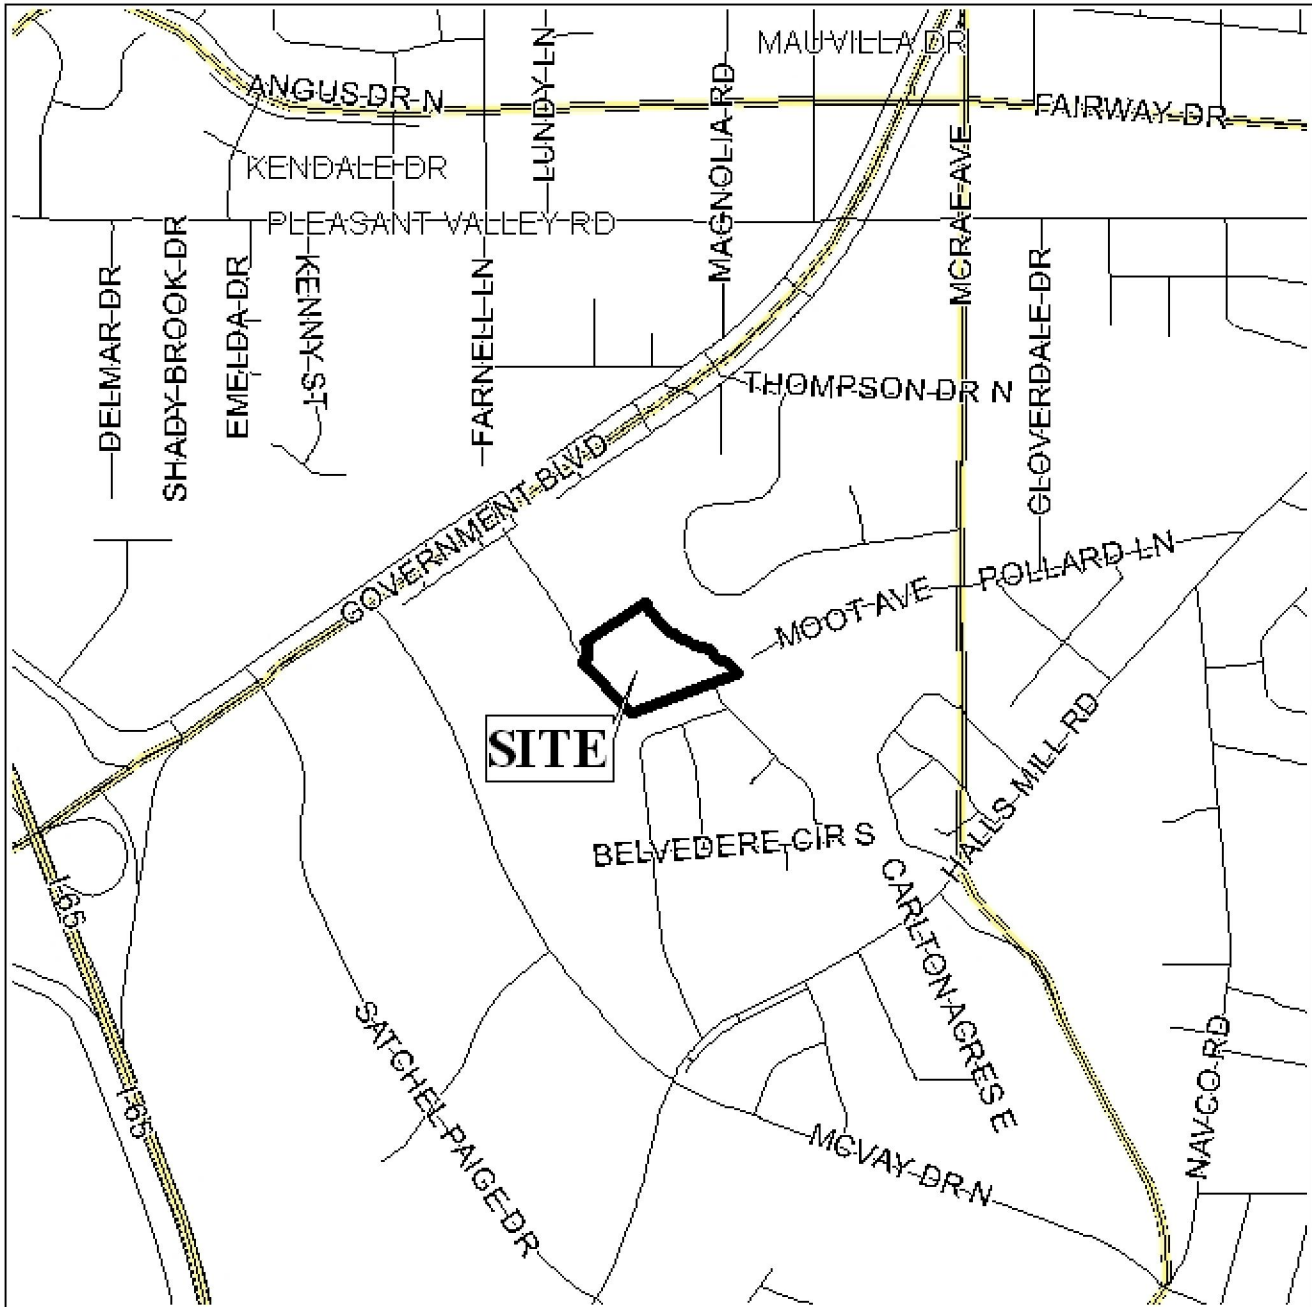 MAUVILLA DR
ANGUS DR N
LUNDY LN
MAGNOLIA RD
FAIRWAY DR
KENDALE DR
MCRAE AVE
PLEASANT VALLEY RD
DELMAR DR
SHADY BROOK DR
EMELDA DR
KENNY ST
FARNELL LN
CLOVERDALE DR
THOMPSON DR N
GOVERNMENT BLVD
POLLARD LN
MOOT AVE
SITE
HALLS MILL RD
BELVEDERE CIR S
CARLTON ACRES E
I-65
I-65
SATCHEL PAIGE DR
MCVAY DR N
NAVCO RD